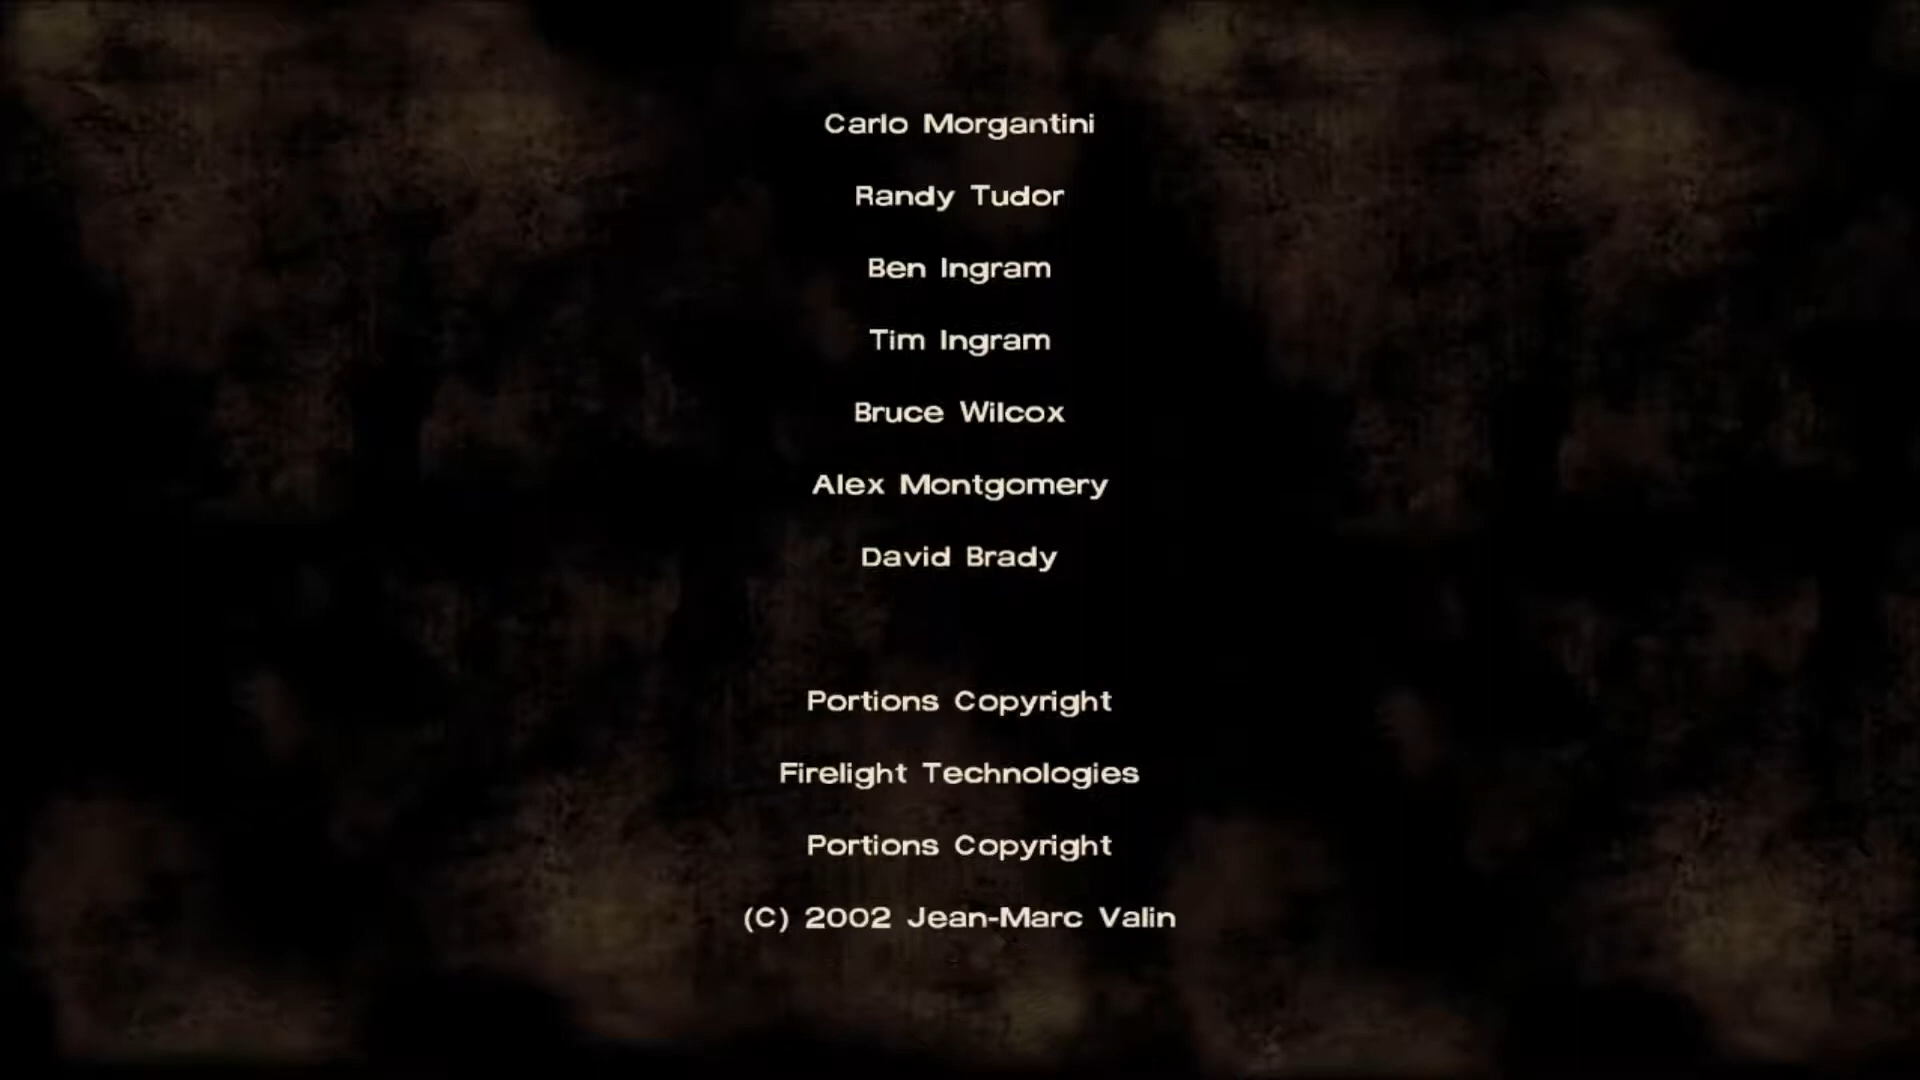 Carlo Morgantini
Randy Tudor
Ben Ingram
Tim Ingram
Bruce Wilcox
Alex Montgomery
David Brady
Portions Copyright
Firelight Technologies
Portions Copyright
(C) 2002 Jean-Marc Valin